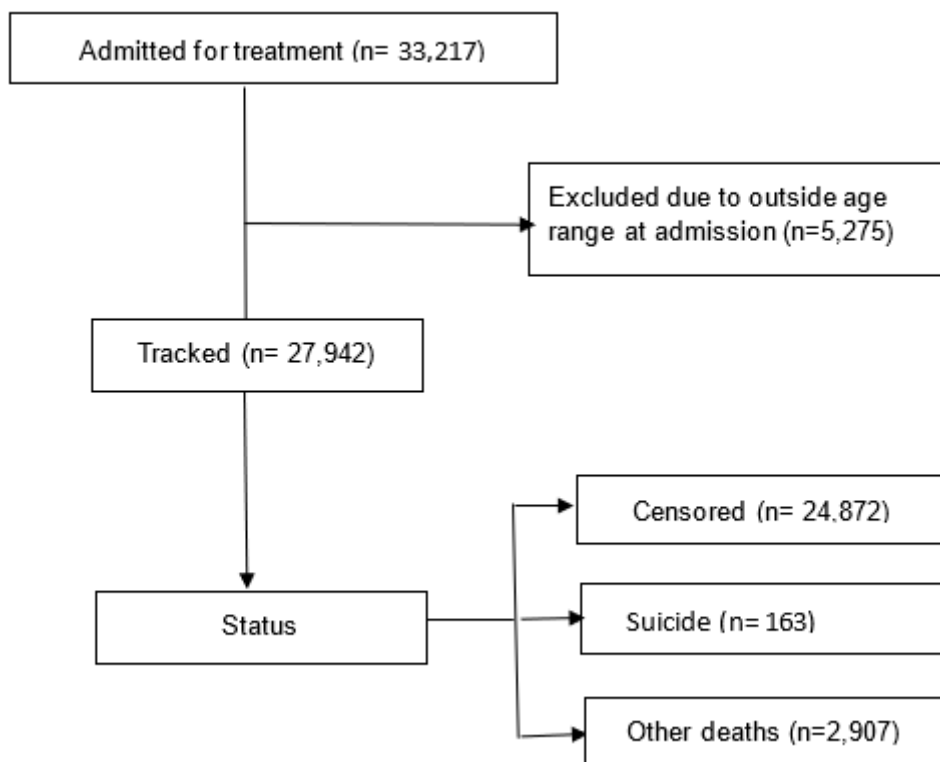 Admitted for treatment (n= 33,217)
Excluded due to outside age
range at admission (n=5,275)
Tracked (n= 27,942)
Censored (n= 24,872)
Status
Suicide (n= 163)
Other deaths (n=2,907)